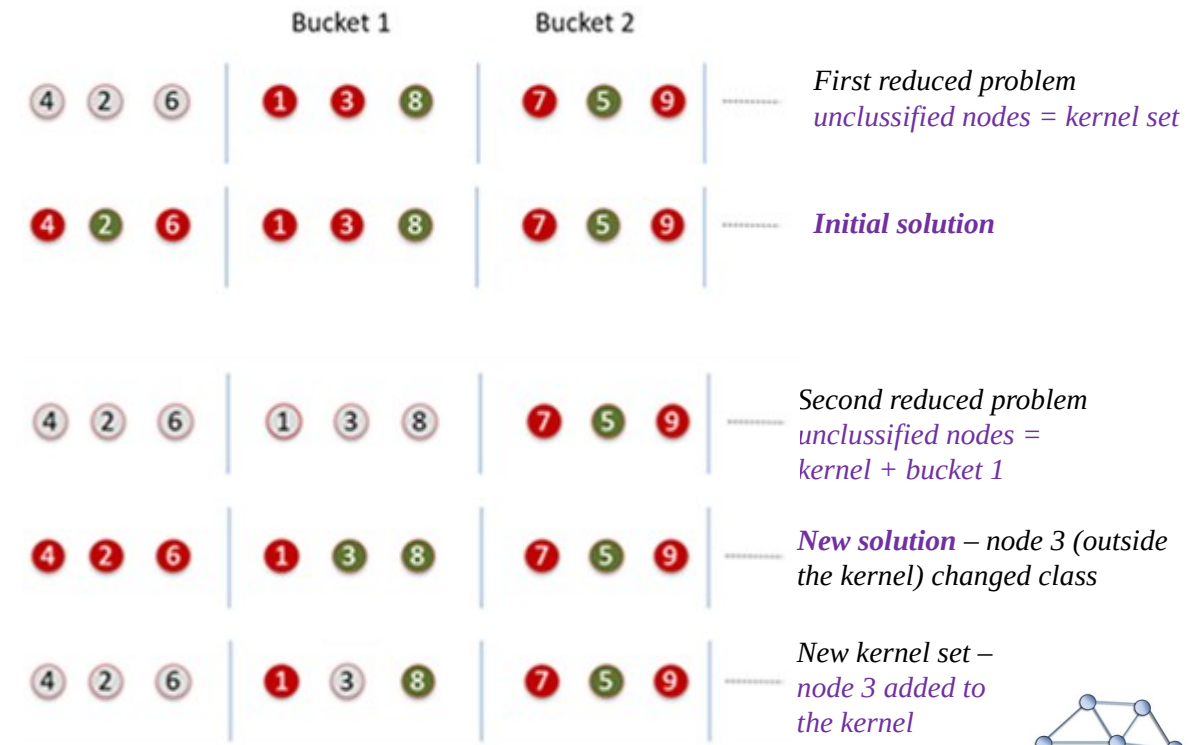 Bucket 1 Bucket 2
4 2 6 1 3 8 7 5 9 First reduced problem
unclussified nodes = kernel set
4 2 6 1 3 8 7 5 9 Initial solution
4 2 6 1 3 8 7 5 9 Second reduced problem
unclussified nodes =
kernel + bucket 1
4 2 6 1 3 8 7 5 9 New solution – node 3 (outside
the kernel) changed class
4 2 6 1 3 8 7 5 9 New kernel set –
node 3 added to
the kernel